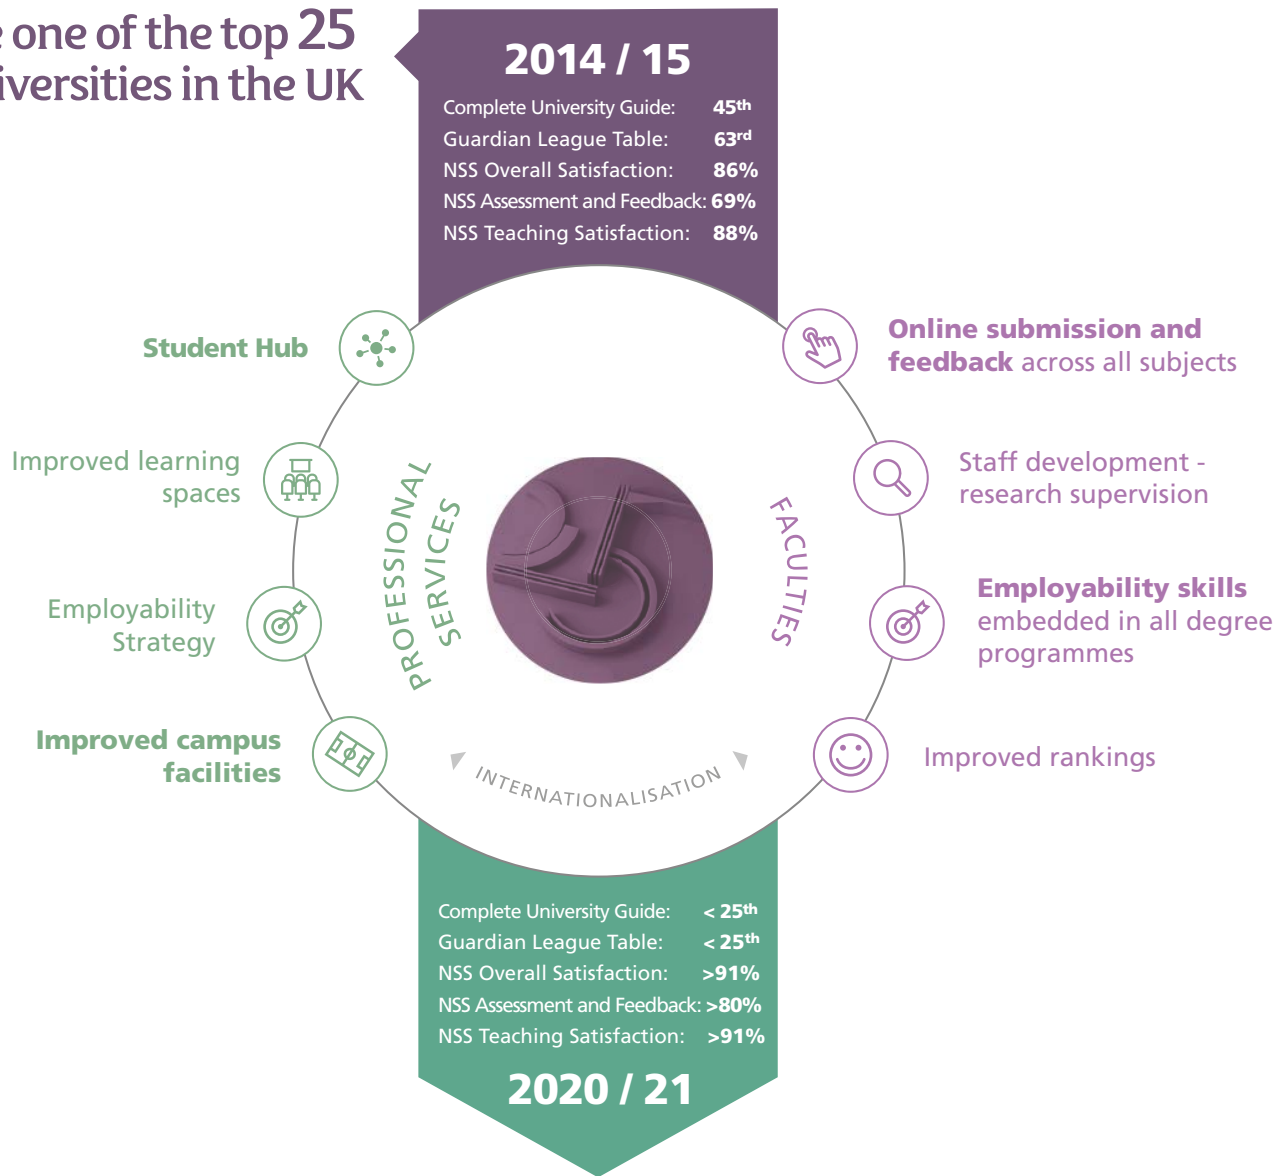 one of the top 25
iversities in the UK
2014 / 15
Complete University Guide: 45th
Guardian League Table: 63rd
NSS Overall Satisfaction: 86%
NSS Assessment and Feedback: 69%
NSS Teaching Satisfaction: 88%
Student Hub
Improved learning
spaces
Employability
Strategy
Improved campus
facilities
PROFESSIONAL
SERVICES
FACULTIES
INTERNATIONALISATION
Online submission and
feedback across all subjects
Staff development -
research supervision
Employability skills
embedded in all degree
programmes
Improved rankings
Complete University Guide: < 25th
Guardian League Table: < 25th
NSS Overall Satisfaction: >91%
NSS Assessment and Feedback: >80%
NSS Teaching Satisfaction: >91%
2020 / 21